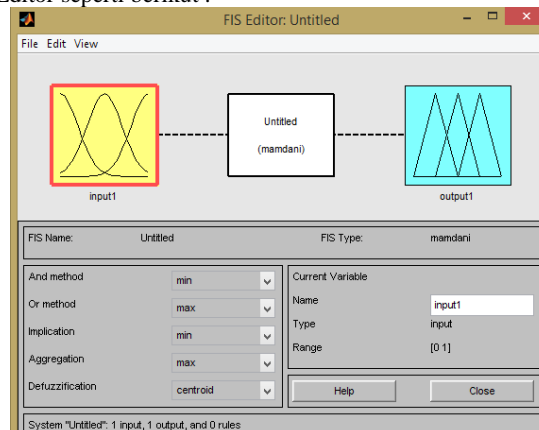 Editor seperti berikut :
FIS Editor: Untitled
File Edit View
Untitled
(mamdani)
input1
output1
FIS Name: Untitled FIS Type: mamdani
And method min
Or method max
Implication min
Aggregation max
Defuzzification centroid
Current Variable
Name input1
Type input
Range [0 1]
Help Close
System "Untitled": 1 input, 1 output, and 0 rules